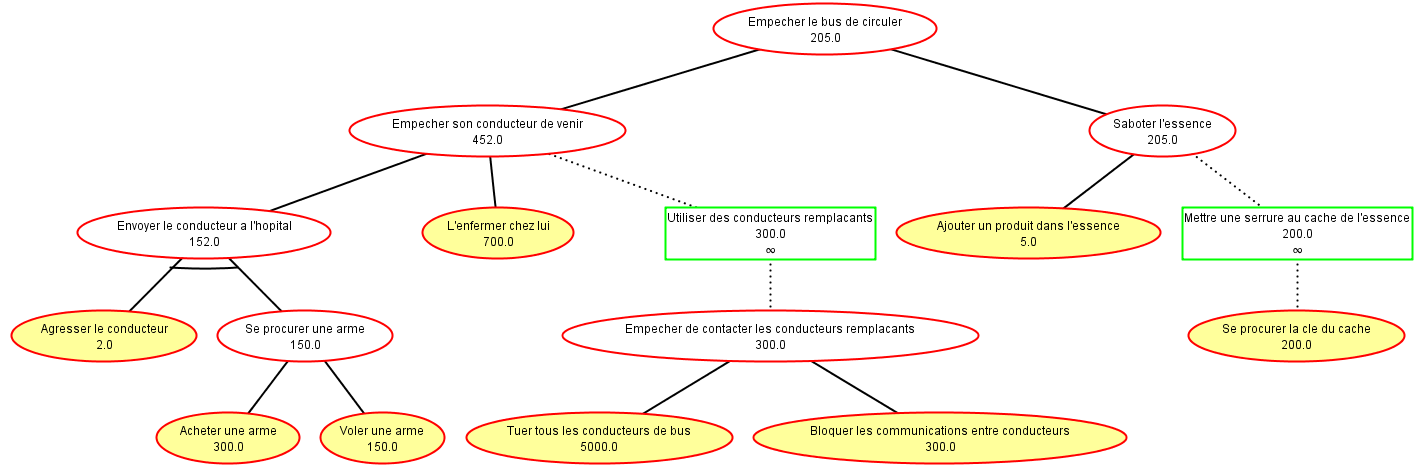 Empecher le bus de circuler
205.0
Empecher son conducteur de venir
452.0
Saboter l'essence
205.0
Envoyer le conducteur a l'hopital
152.0
L'enfermer chez lui
700.0
Utiliser des conducteurs remplacants
300.0
∞
Ajouter un produit dans l'essence
5.0
Mettre une serrure au cache de l'essence
200.0
∞
Agresser le conducteur
2.0
Se procurer une arme
150.0
Empecher de contacter les conducteurs remplacants
300.0
Se procurer la cle du cache
200.0
Acheter une arme
300.0
Voler une arme
150.0
Tuer tous les conducteurs de bus
5000.0
Bloquer les communications entre conducteurs
300.0